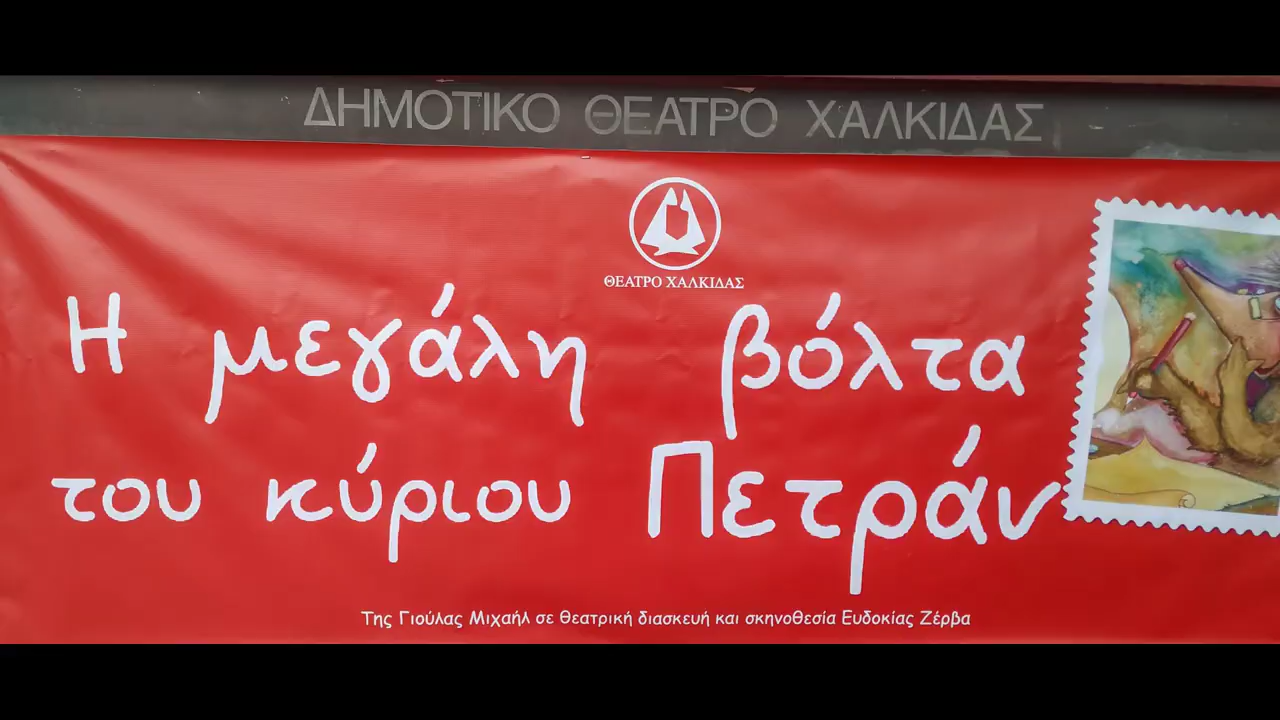 ΔΗΜΟΤΙΚΟ ΘΕΑΤΡΟ ΧΑΛΚΙΔΑΣ
ΘΕΑΤΡΟ ΧΑΛΚΙΔΑΣ
Η μεγάλη βόλτα
του κύριου Πετράν
Της Γιούλας Μιχαήλ σε θεατρική διασκευή και σκηνοθεσία Ευδοκίας Ζέρβα